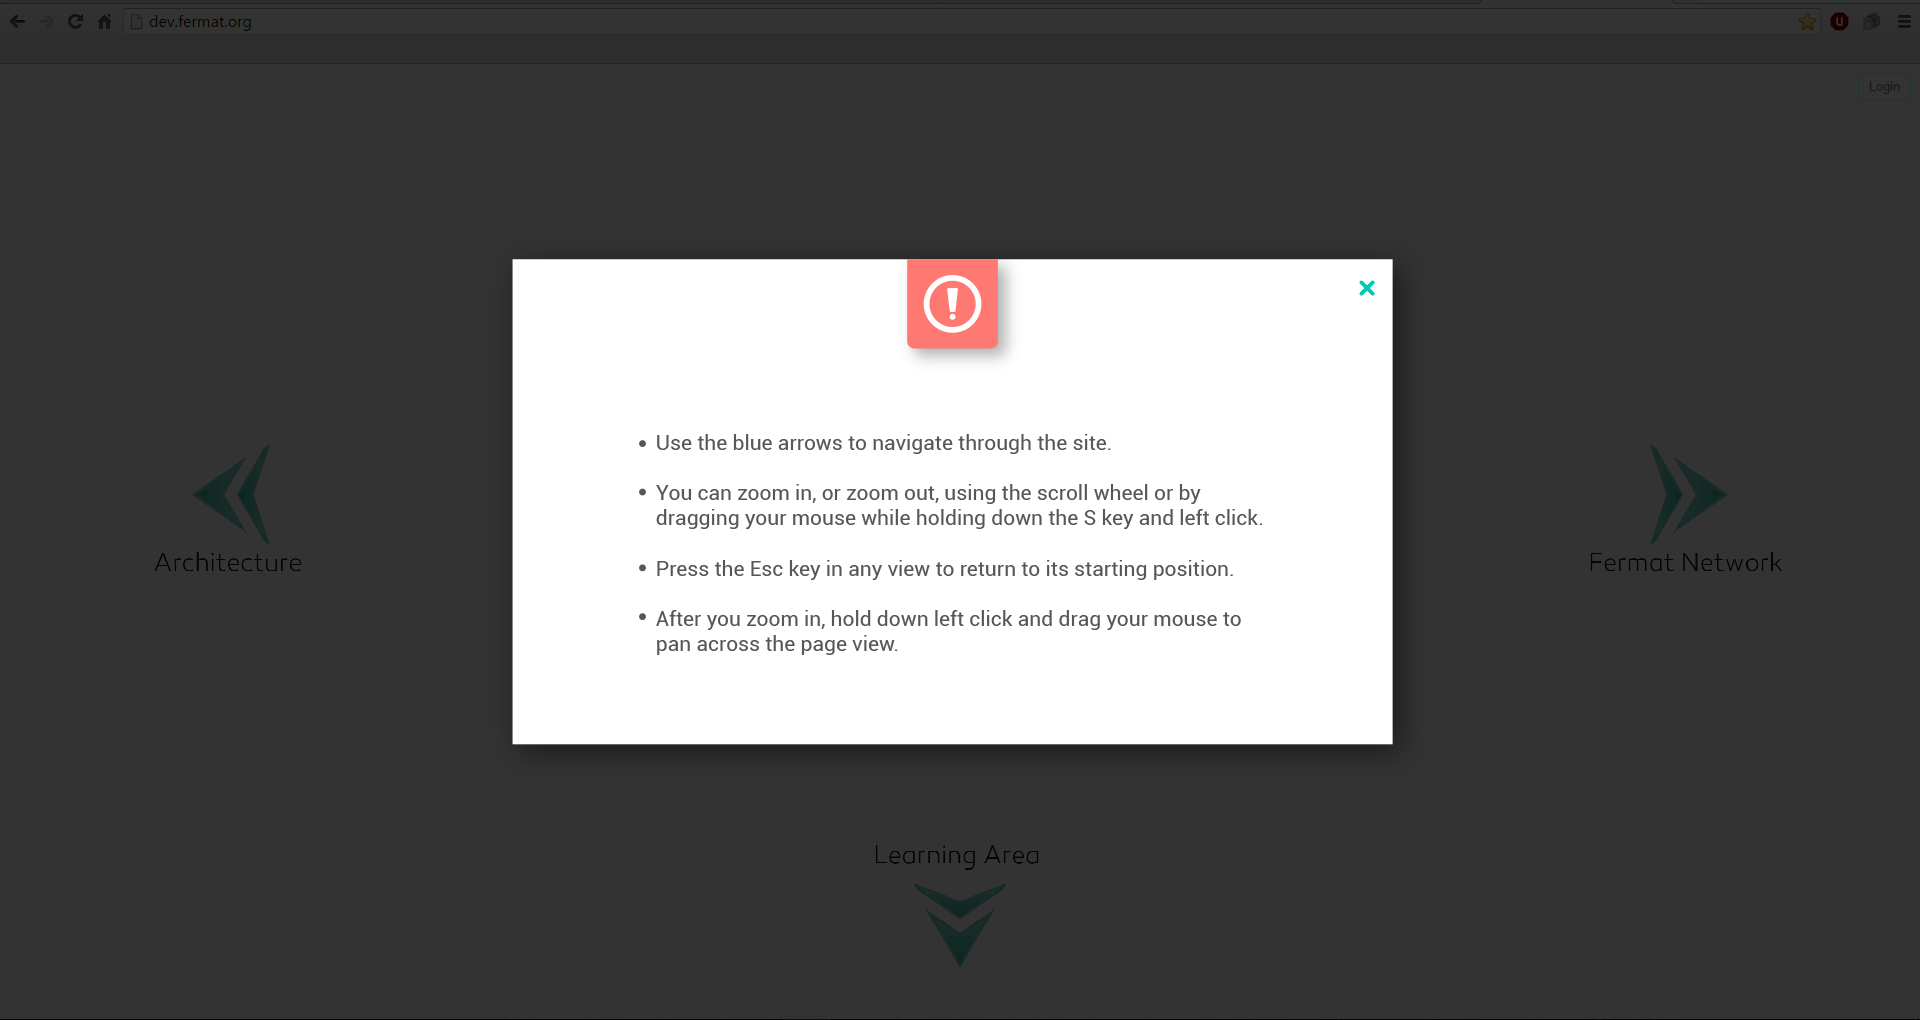 dev.fermat.org
Login
• Use the blue arrows to navigate through the site.
• You can zoom in, or zoom out, using the scroll wheel or by
dragging your mouse while holding down the S key and left click.
• Press the Esc key in any view to return to its starting position.
• After you zoom in, hold down left click and drag your mouse to
pan across the page view.
Architecture
Fermat Network
Learning Area